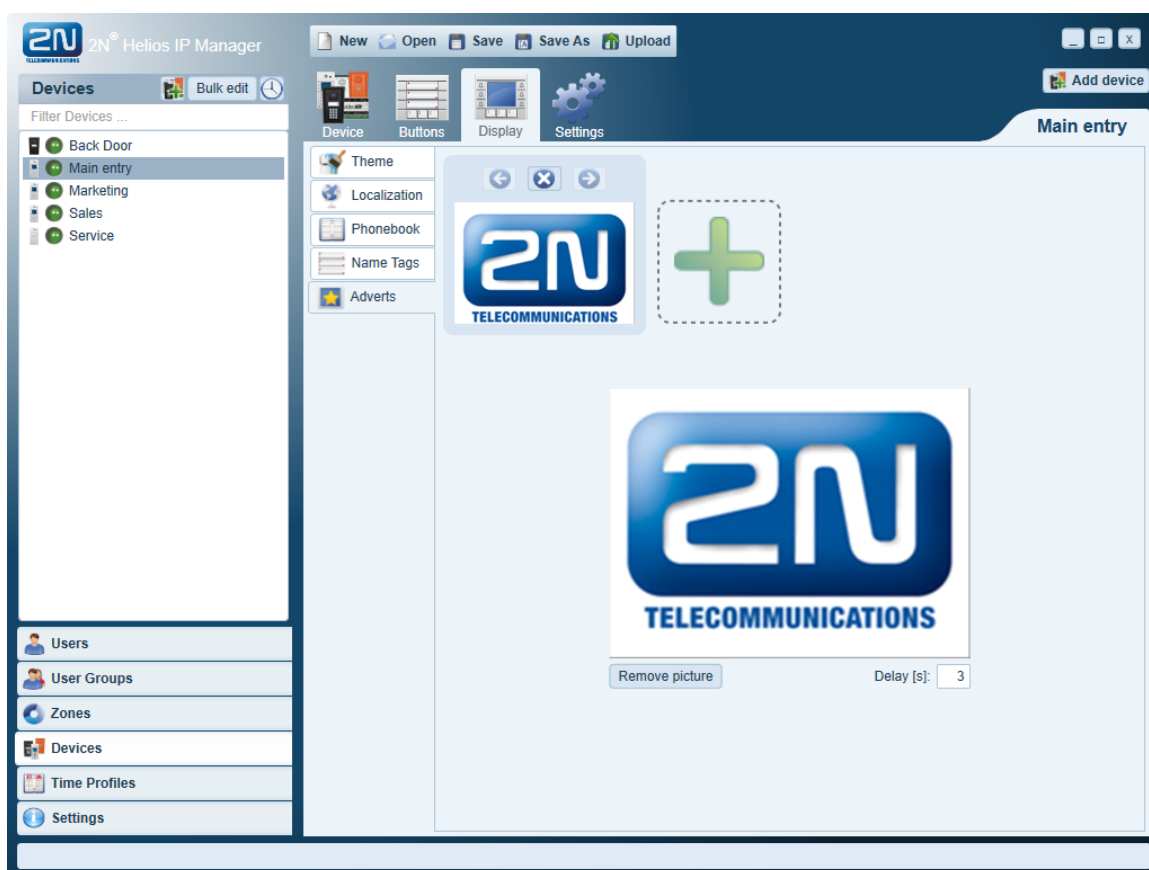 2N
TELECOMMUNICATIONS
2N® Helios IP Manager
New Open Save Save As Upload
_ □ X
Devices Bulk edit
Add device
Filter Devices ...
Device Buttons Display Settings
Main entry
Back Door
Main entry
Marketing
Sales
Service
Theme
Localization
Phonebook
Name Tags
Adverts
2N
TELECOMMUNICATIONS
2N
TELECOMMUNICATIONS
Remove picture Delay [s]: 3
Users
User Groups
Zones
Devices
Time Profiles
Settings